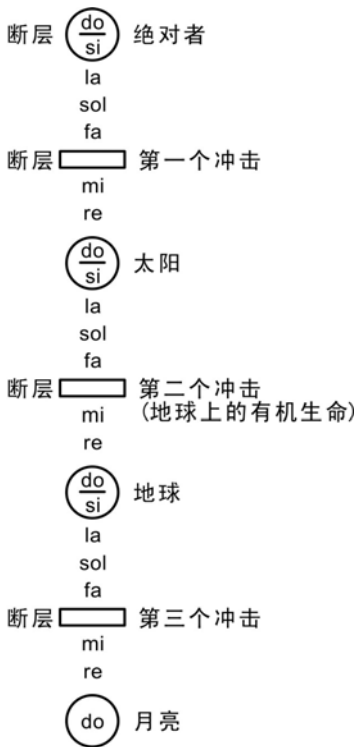 断层 do 绝对者
si
la
sol
fa
断层 第一个冲击
mi
re
do 太阳
si
la
sol
fa
断层 第二个冲击
mi (地球上的有机生命)
re
do 地球
si
la
sol
fa
断层 第三个冲击
mi
re
do 月亮